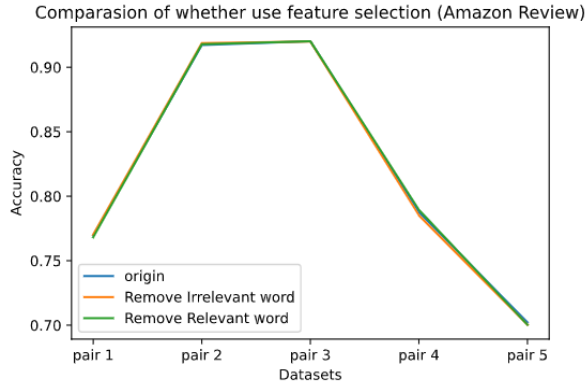 Comparasion of whether use feature selection (Amazon Review)
0.90
0.85
0.80
0.75
0.70
Accuracy
origin
Remove Irrelevant word
Remove Relevant word
pair 1 pair 2 pair 3 pair 4 pair 5
Datasets